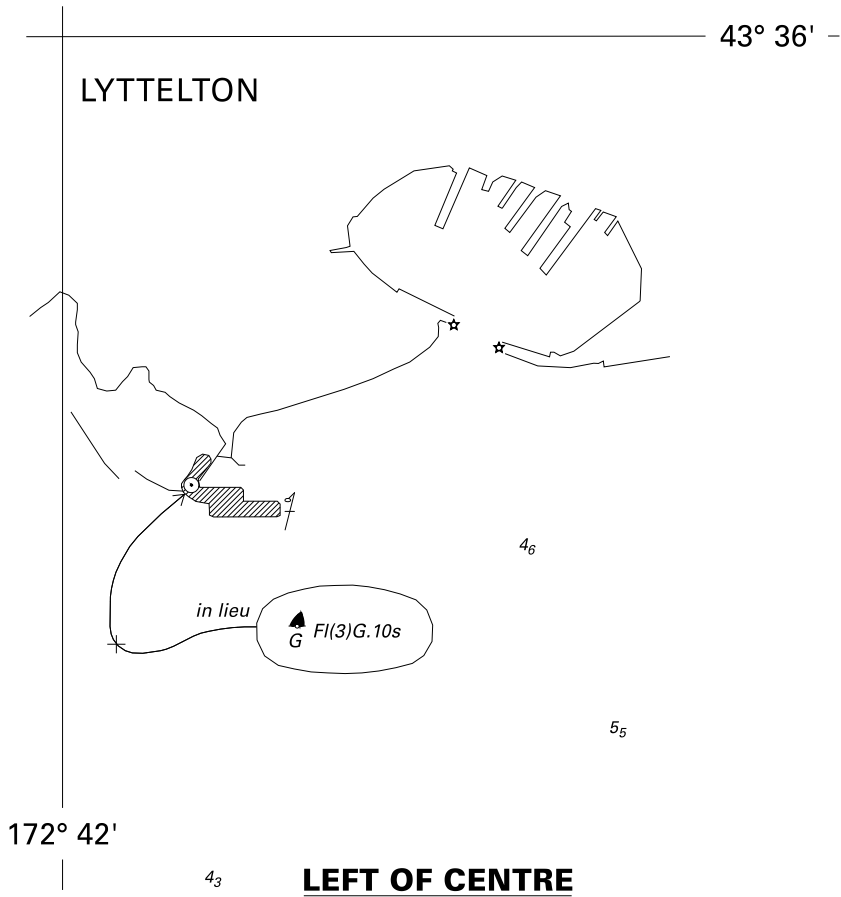 43° 36'
LYTTELTON
4₆
in lieu
G Fl(3)G.10s
5₅
172° 42'
4₃
LEFT OF CENTRE